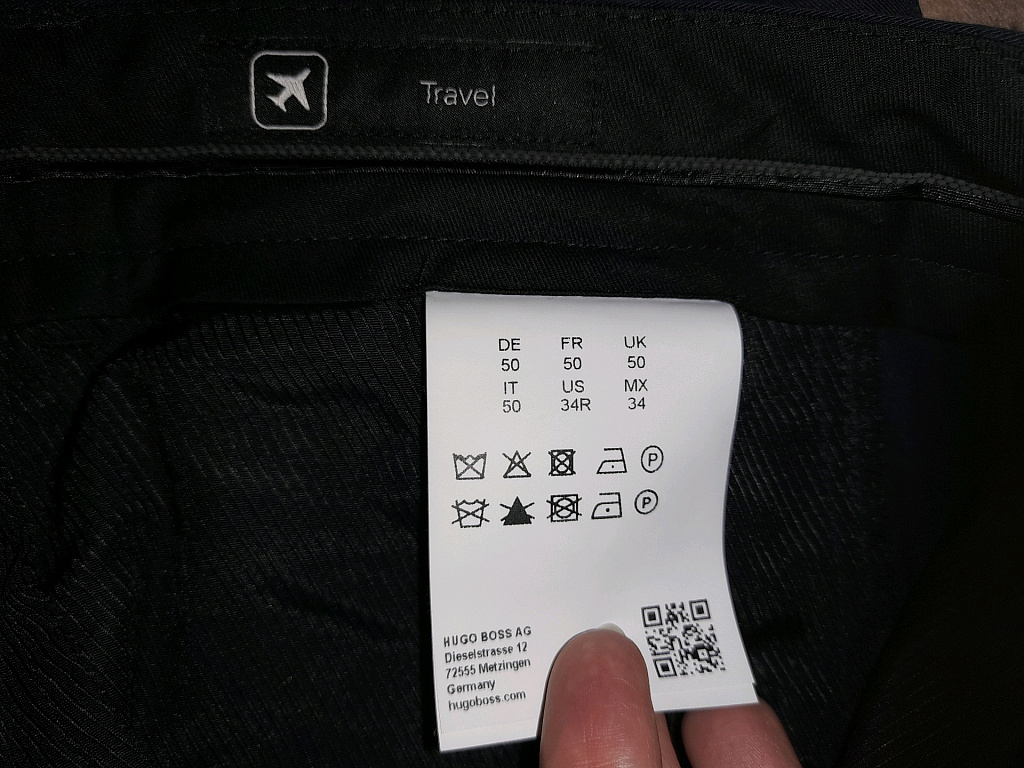 Travel
DE FR UK
50 50 50
IT US MX
50 34R 34
P
P
HUGO BOSS AG
Dieselstrasse 12
72555 Metzingen
Germany
hugoboss.com